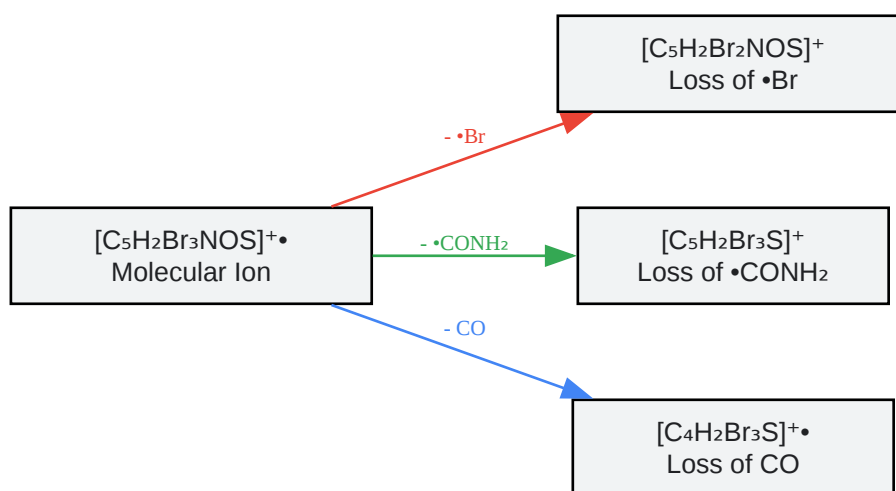 [C₅H₂Br₂NOS]⁺
Loss of •Br
- •Br
[C₅H₂Br₃NOS]⁺•
Molecular Ion
- •CONH₂
[C₅H₂Br₃S]⁺
Loss of •CONH₂
- CO
[C₄H₂Br₃S]⁺•
Loss of CO